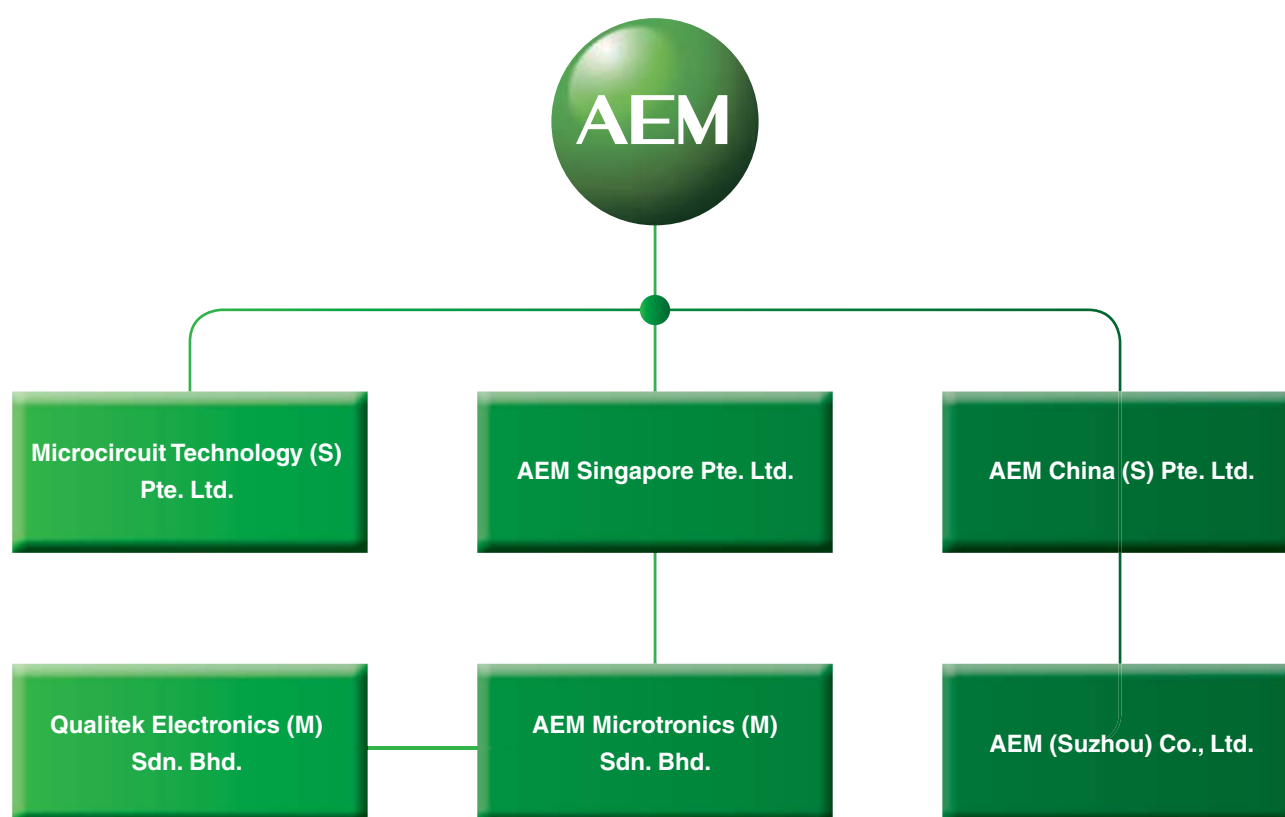 AEM
Microcircuit Technology (S)
Pte. Ltd.
AEM Singapore Pte. Ltd.
AEM China (S) Pte. Ltd.
Qualitek Electronics (M)
Sdn. Bhd.
AEM Microtronics (M)
Sdn. Bhd.
AEM (Suzhou) Co., Ltd.